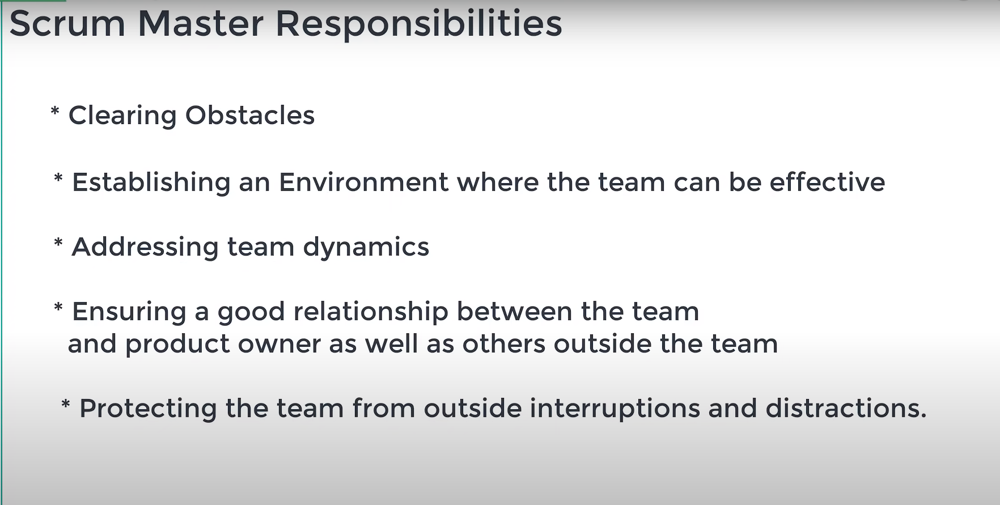 Scrum Master Responsibilities
* Clearing Obstacles
* Establishing an Environment where the team can be effective
* Addressing team dynamics
* Ensuring a good relationship between the team
and product owner as well as others outside the team
* Protecting the team from outside interruptions and distractions.